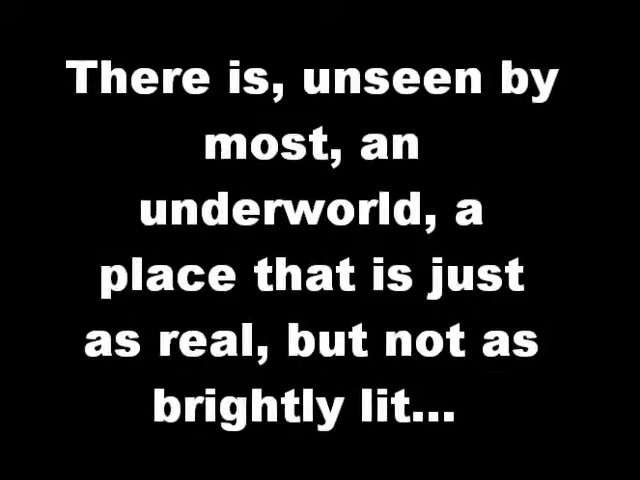 There is, unseen by
most, an
underworld, a
place that is just
as real, but not as
brightly lit...